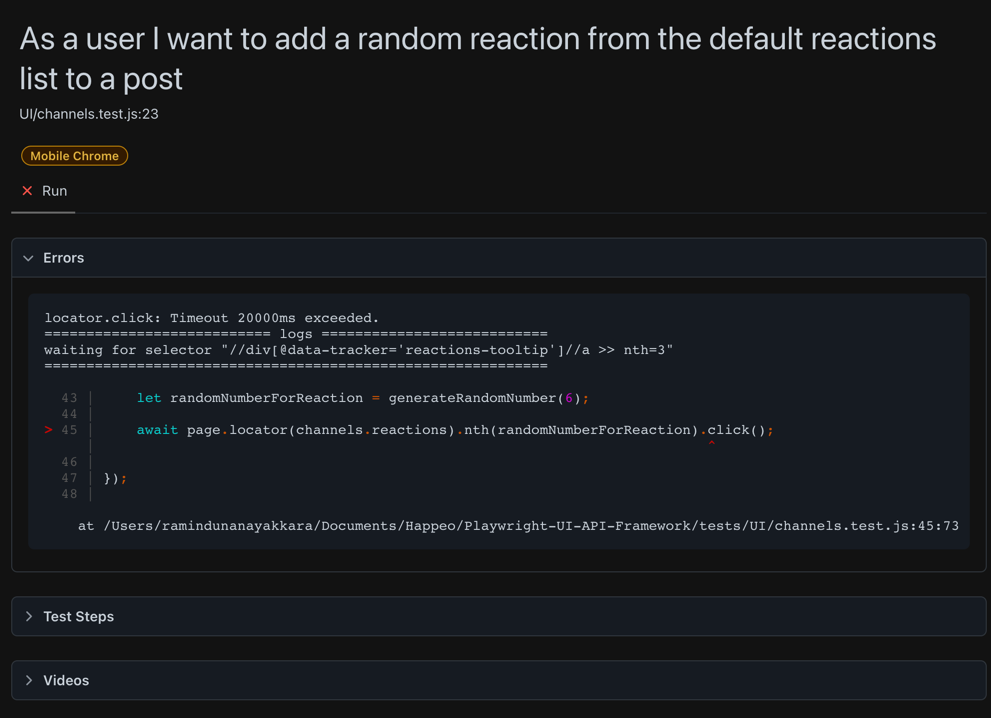 As a user I want to add a random reaction from the default reactions
list to a post
UI/channels.test.js:23
Mobile Chrome
Run
Errors
locator.click: Timeout 20000ms exceeded.
=========================== logs ===========================
waiting for selector "//div[@data-tracker='reactions-tooltip']//a >> nth=3"
============================================================
43 |     let randomNumberForReaction = generateRandomNumber(6);
44 |
> 45 |     await page.locator(channels.reactions).nth(randomNumberForReaction).click();
|                                                                         ^
46 |
47 | });
48 |
at /Users/ramindunanayakkara/Documents/Happeo/Playwright-UI-API-Framework/tests/UI/channels.test.js:45:73
Test Steps
Videos